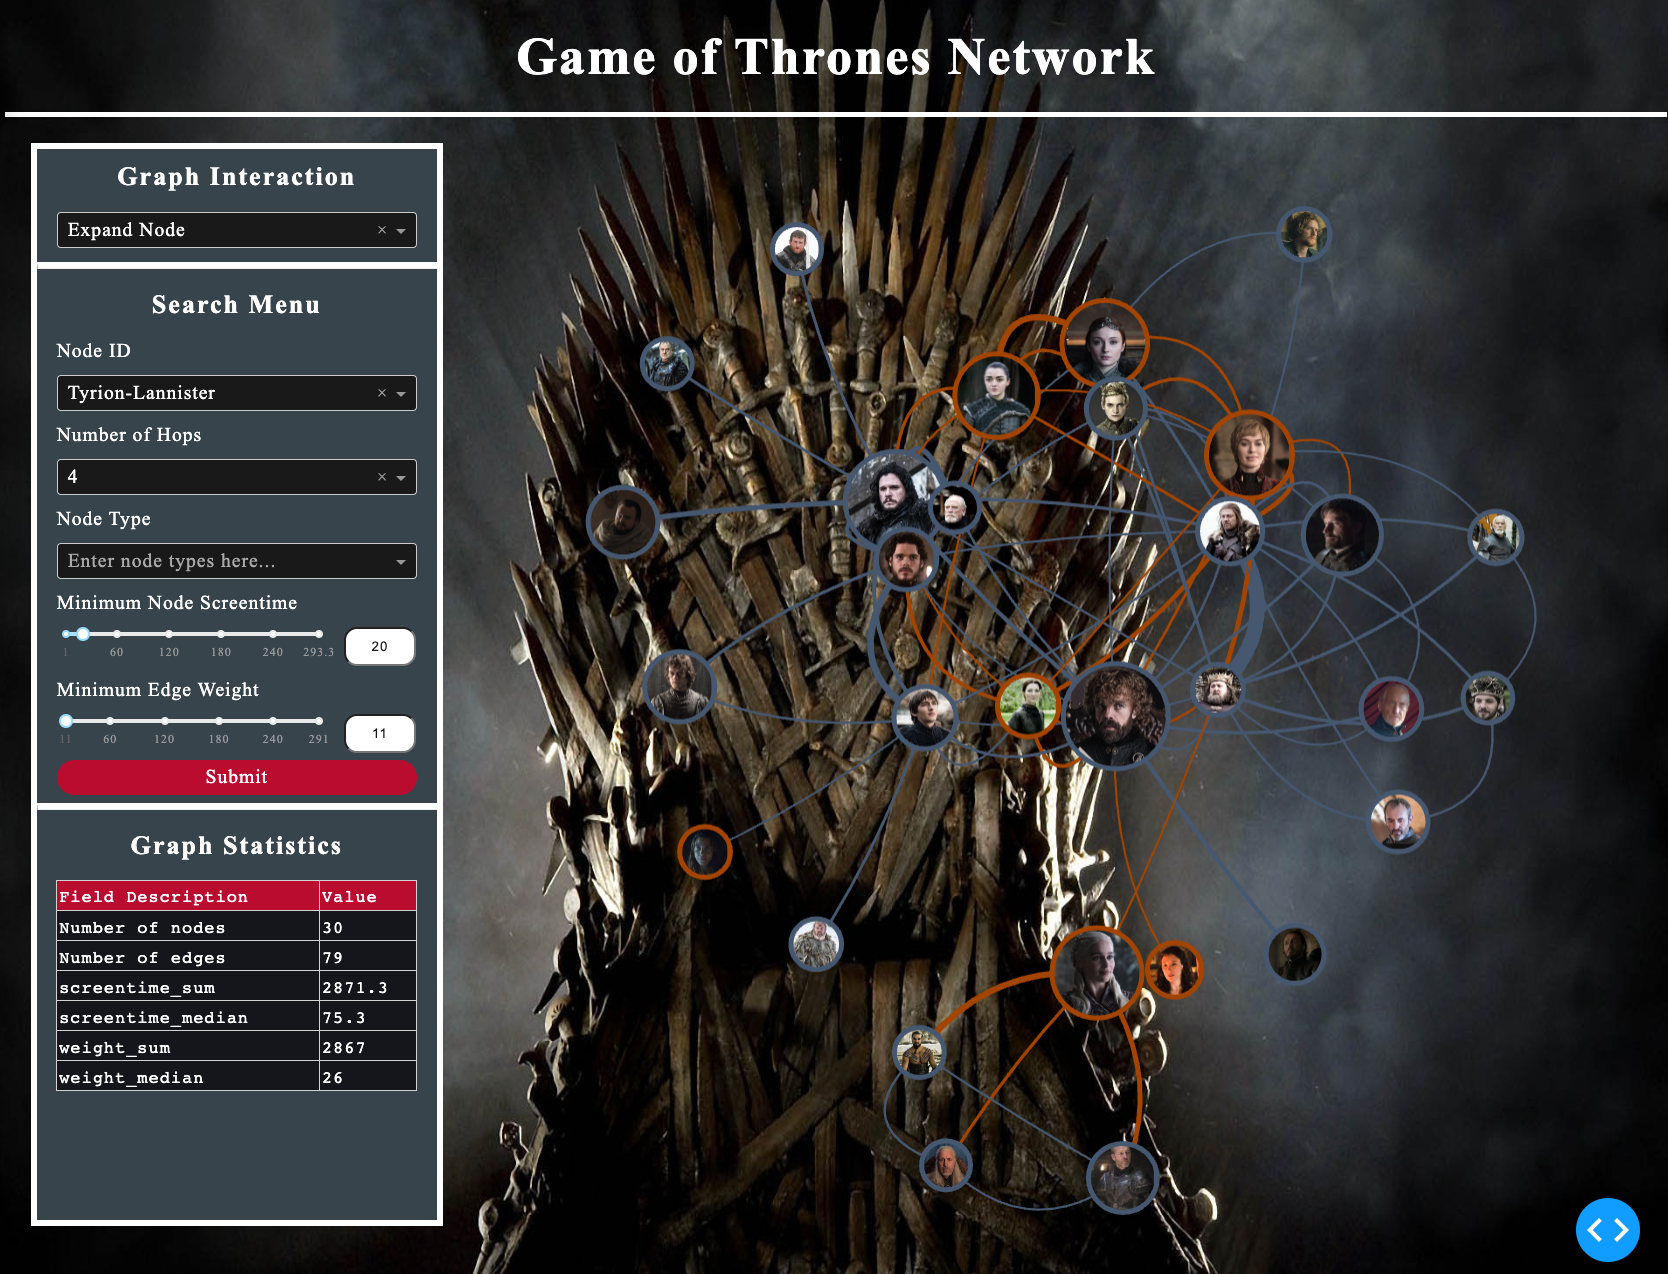 Game of Thrones Network
Graph Interaction
Expand Node
Search Menu
Node ID
Tyrion-Lannister
Number of Hops
4
Node Type
Enter node types here...
Minimum Node Screentime
1 60 120 180 240 293.3
20
Minimum Edge Weight
11 60 120 180 240 291
11
Submit
Graph Statistics
Field Description Value
Number of nodes 30
Number of edges 79
screentime_sum 2871.3
screentime_median 75.3
weight_sum 2867
weight_median 26